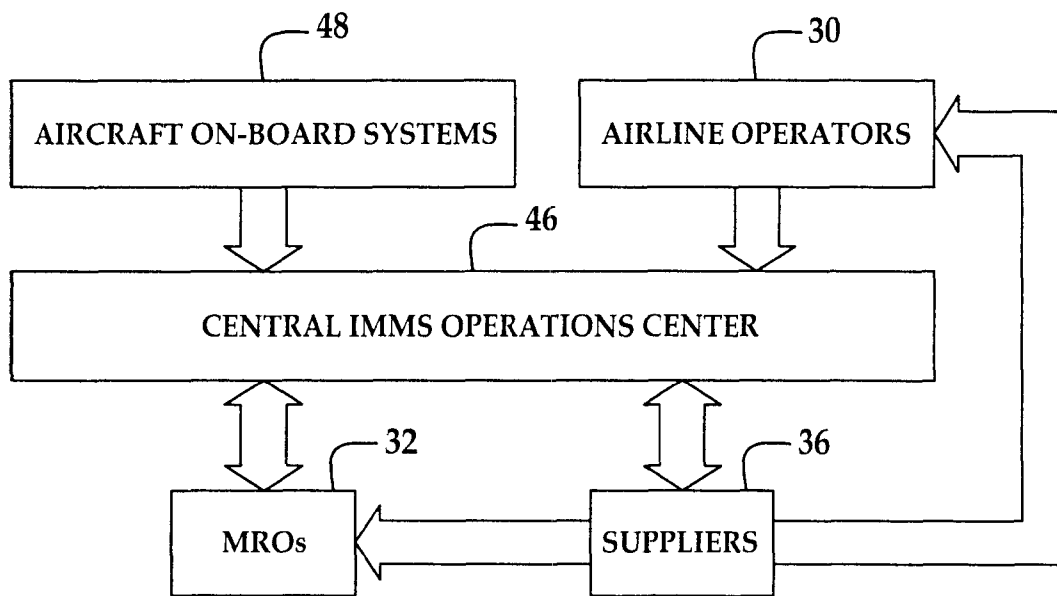 48
30
AIRCRAFT ON-BOARD SYSTEMS
AIRLINE OPERATORS
46
CENTRAL IMMS OPERATIONS CENTER
32
36
MROs
SUPPLIERS